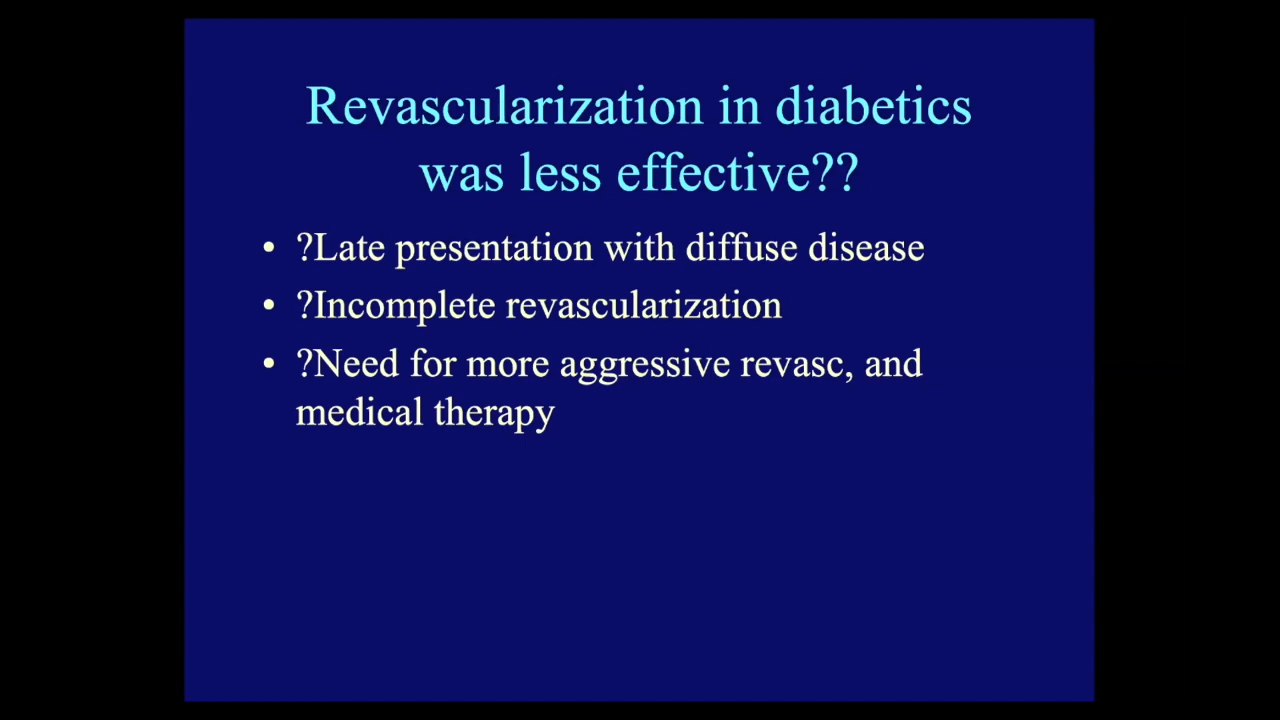 Revascularization in diabetics
was less effective??
• ?Late presentation with diffuse disease
• ?Incomplete revascularization
• ?Need for more aggressive revasc, and
medical therapy